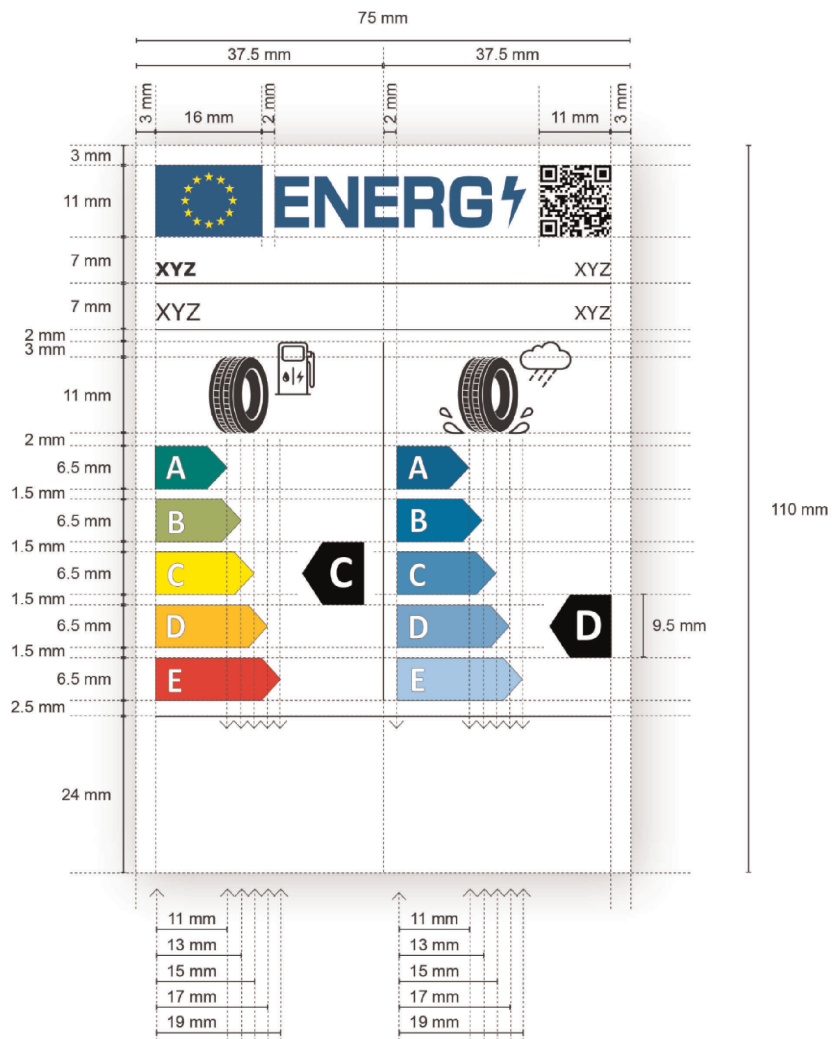 75 mm
37.5 mm 37.5 mm
3 mm 16 mm 2 mm 2 mm 11 mm 3 mm
3 mm
11 mm ENERG
7 mm XYZ XYZ
7 mm XYZ XYZ
2 mm
3 mm
11 mm
2 mm
6.5 mm A A
1.5 mm 110 mm
6.5 mm B B
1.5 mm
6.5 mm C C C
1.5 mm
6.5 mm D D D 9.5 mm
1.5 mm
6.5 mm E E
2.5 mm
24 mm
11 mm 11 mm
13 mm 13 mm
15 mm 15 mm
17 mm 17 mm
19 mm 19 mm